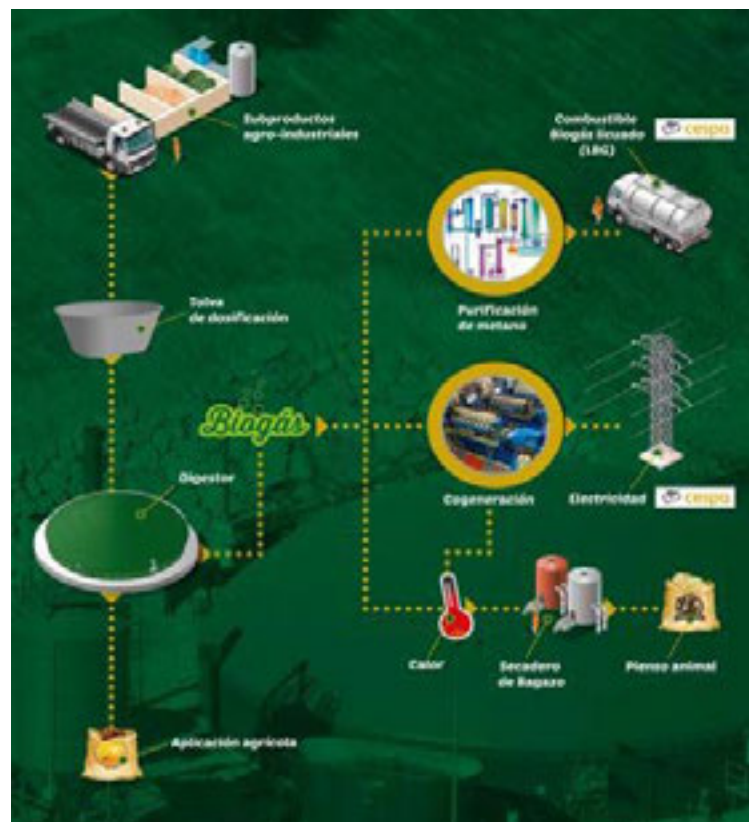 Subproductos
agro-industriales
Combustible
Biogás licuado
(LBG)
cespa
Tolva
de dosificación
Purificación
de metano
Biogás
Digestor
Cogeneración
Electricidad
cespa
Calor
Secadero
de Bagazo
Pienso animal
Aplicación agrícola